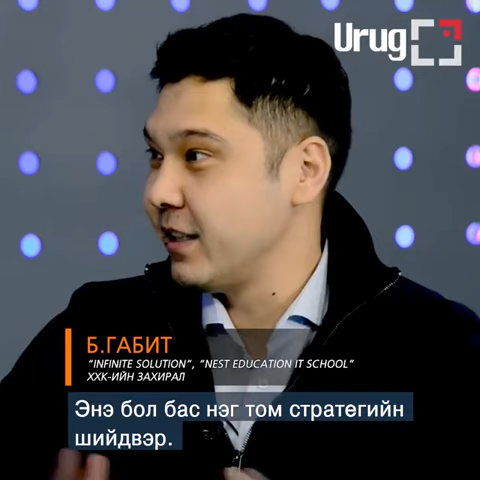 Urug
Б.ГАБИТ
"INFINITE SOLUTION", "NEST EDUCATION IT SCHOOL"
ХХК-ИЙН ЗАХИРАЛ
Энэ бол бас нэг том стратегийн
шийдвэр.